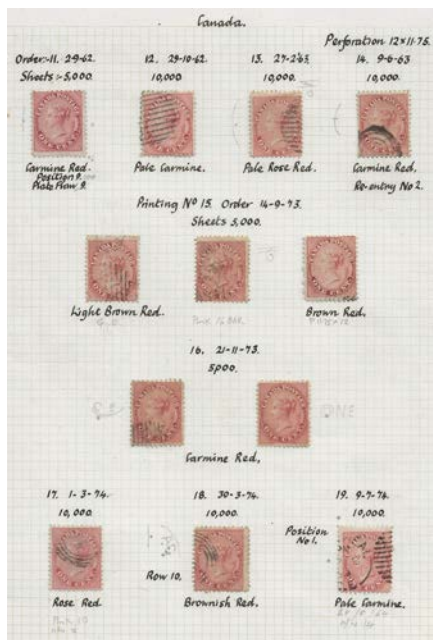 Canada.
Perforation 12 x 11·75.
Order:-11. 29-62.
12. 29-10-62.
13. 27-2-63.
14. 9-6-63
Sheets:- 5,000.
10,000
10,000.
10,000.
CANADA POSTAGE
ONE CENT
Carmine Red.
Position 9.
Plate Flaw 9.
Pale Carmine.
Pale Rose Red.
Carmine Red,
Re-entry No 2.
Printing No 15. Order 14-9-73.
Sheets 5,000.
Light Brown Red.
Brown Red.
16. 21-11-73.
5,000.
Carmine Red,
17. 1-3-74.
18. 30-3-74.
19. 9-7-74
10,000.
10,000.
10,000.
Position
No 1.
Row 10,
Rose Red
Brownish Red.
Pale Carmine.